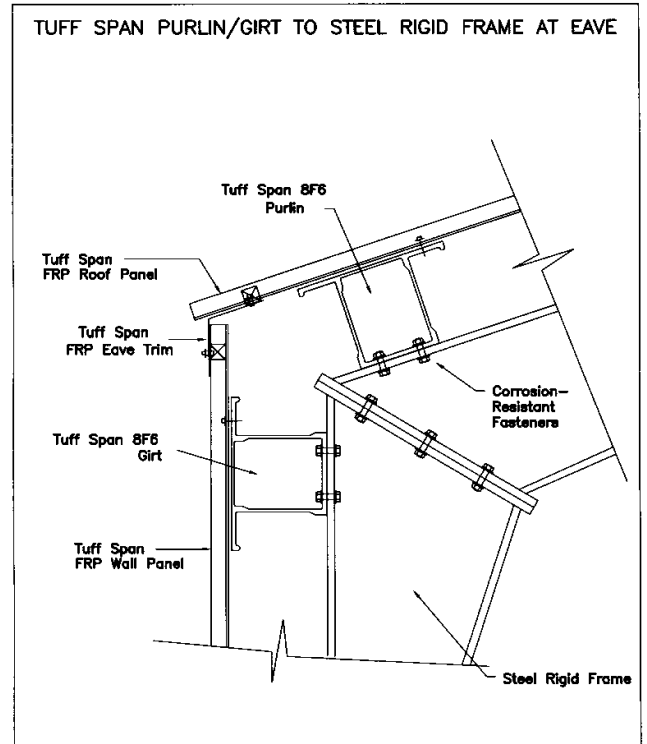 TUFF SPAN PURLIN/GIRT TO STEEL RIGID FRAME AT EAVE
Tuff Span 8F6
Purlin
Tuff Span
FRP Roof Panel
Tuff Span
FRP Eave Trim
Corrosion-
Resistant
Fasteners
Tuff Span 8F6
Girt
Tuff Span
FRP Wall Panel
Steel Rigid Frame